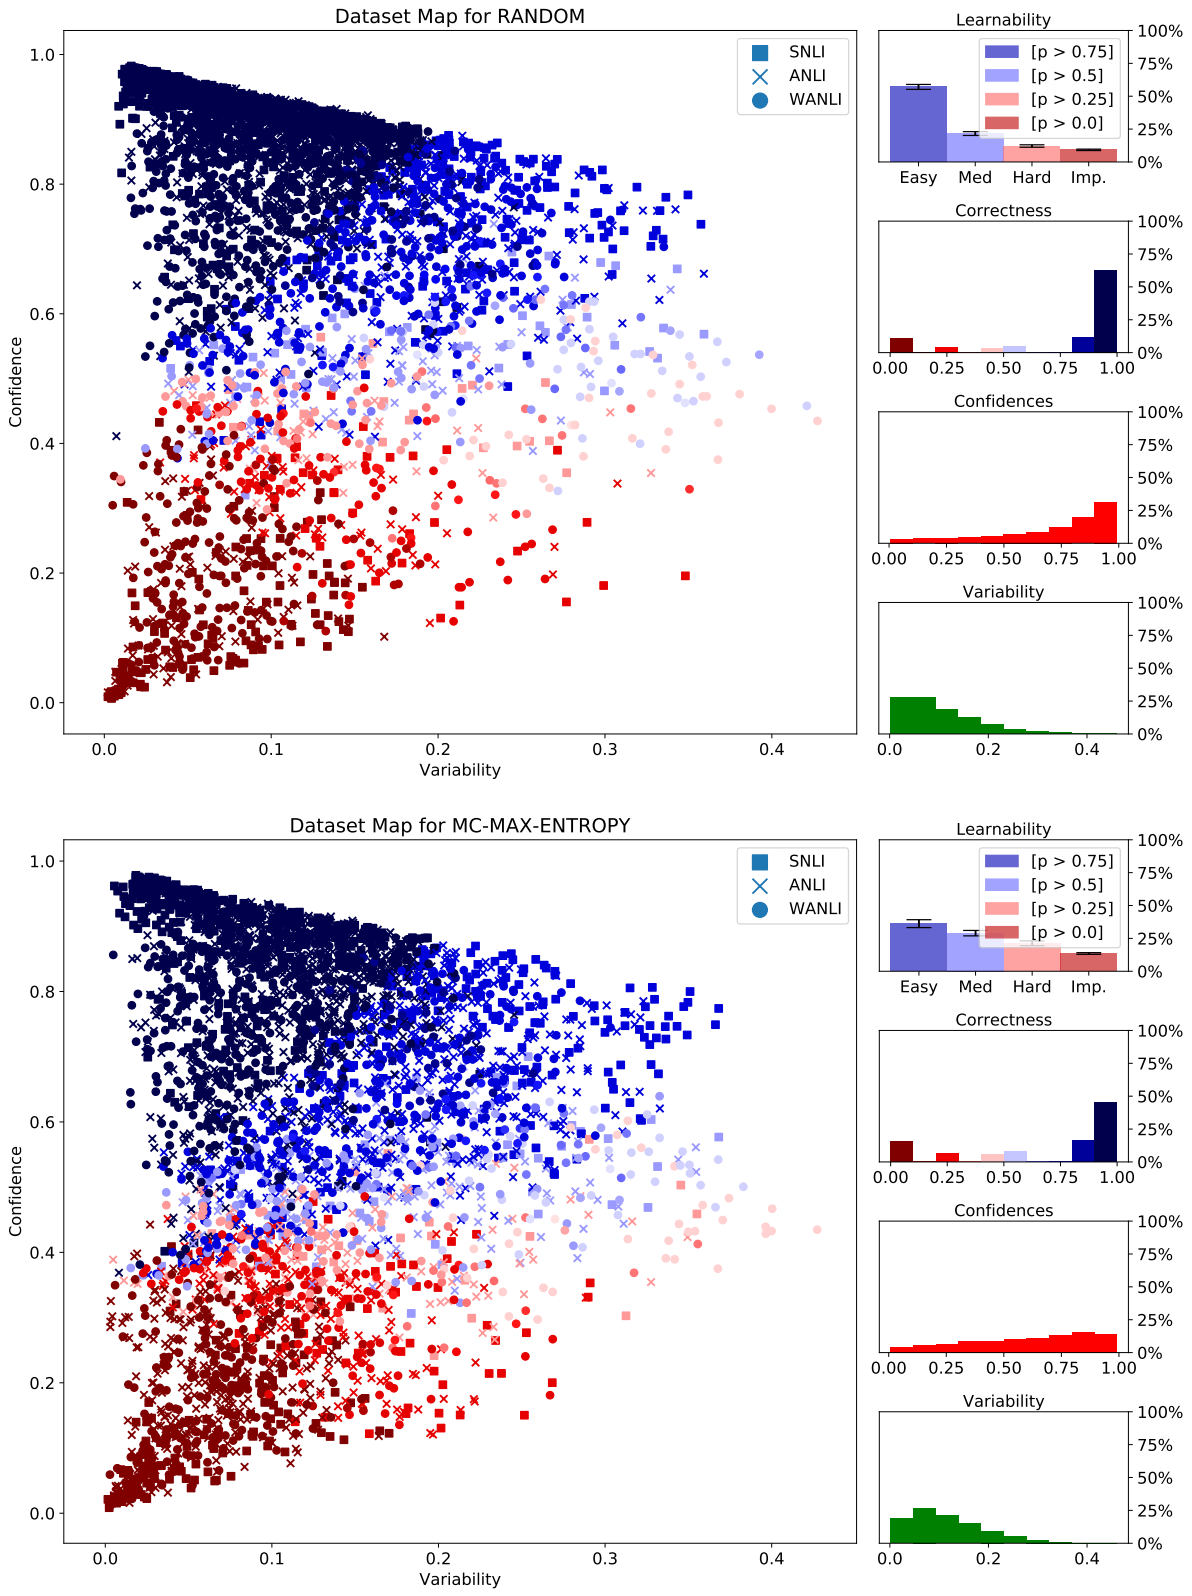 Dataset Map for RANDOM
SNLI
ANLI
WANLI
1.0
0.8
0.6
0.4
0.2
0.0
Confidence
0.0 0.1 0.2 0.3 0.4
Variability
Learnability
[p > 0.75]
[p > 0.5]
[p > 0.25]
[p > 0.0]
100%
75%
50%
25%
0%
Easy Med Hard Imp.
Correctness
100%
75%
50%
25%
0%
0.00 0.25 0.50 0.75 1.00
Confidences
100%
75%
50%
25%
0%
0.00 0.25 0.50 0.75 1.00
Variability
100%
75%
50%
25%
0%
0.0 0.2 0.4
Dataset Map for MC-MAX-ENTROPY
SNLI
ANLI
WANLI
1.0
0.8
0.6
0.4
0.2
0.0
Confidence
0.0 0.1 0.2 0.3 0.4
Variability
Learnability
[p > 0.75]
[p > 0.5]
[p > 0.25]
[p > 0.0]
100%
75%
50%
25%
0%
Easy Med Hard Imp.
Correctness
100%
75%
50%
25%
0%
0.00 0.25 0.50 0.75 1.00
Confidences
100%
75%
50%
25%
0%
0.00 0.25 0.50 0.75 1.00
Variability
100%
75%
50%
25%
0%
0.0 0.2 0.4